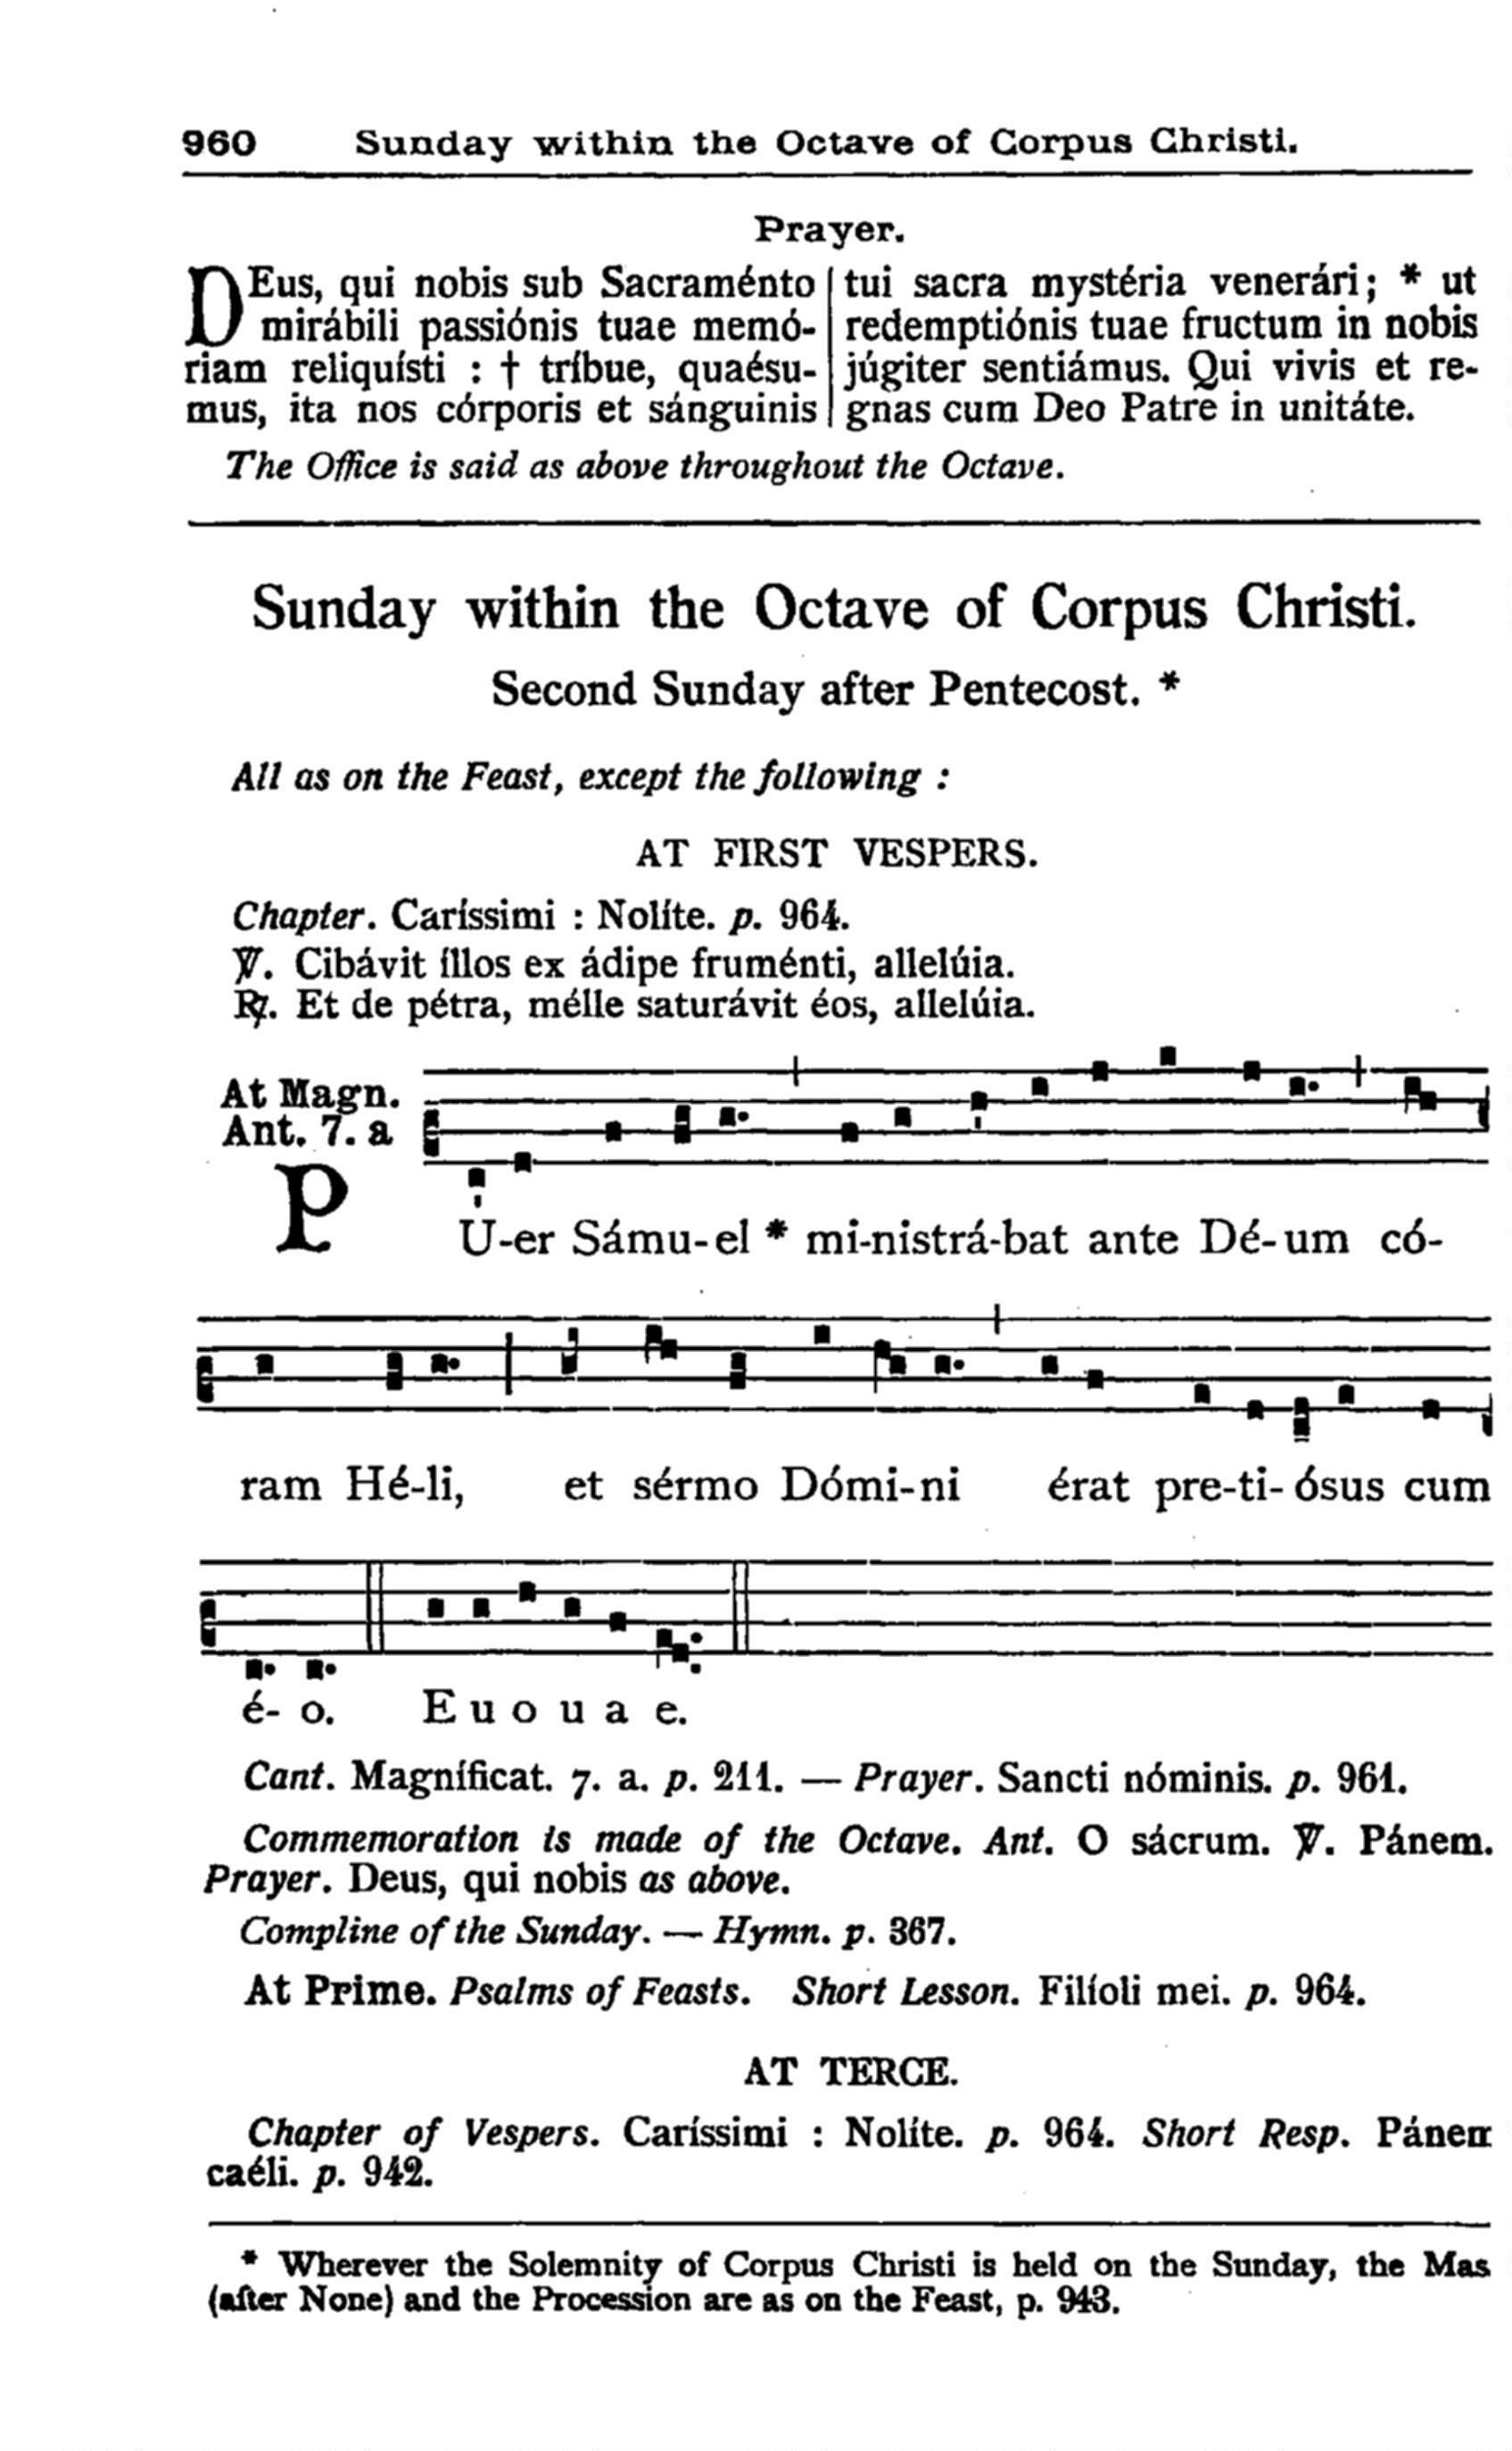 960 Sunday within the Octave of Corpus Christi.
Prayer.
DEus, qui nobis sub Sacraménto
mirábili passiónis tuae memó-
riam reliquísti : † tríbue, quaésu-
mus, ita nos córporis et sánguinis
tui sacra mystéria venerári; * ut
redemptiónis tuae fructum in nobis
júgiter sentiámus. Qui vivis et re-
gnas cum Deo Patre in unitáte.
The Office is said as above throughout the Octave.
Sunday within the Octave of Corpus Christi.
Second Sunday after Pentecost. *
All as on the Feast, except the following :
AT FIRST VESPERS.
Chapter. Caríssimi : Nolíte. p. 964.
℣. Cibávit íllos ex ádipe fruménti, allelúia.
℟. Et de pétra, mélle saturávit éos, allelúia.
At Magn.
Ant. 7. a
PU-er Sámu-el * mi-nistrá-bat ante Dé-um có-
ram Hé-li, et sérmo Dómi-ni érat pre-ti-ósus cum
é- o. E u o u a e.
Cant. Magníficat. 7. a. p. 211. — Prayer. Sancti nóminis. p. 961.
Commemoration is made of the Octave. Ant. O sácrum. ℣. Pánem.
Prayer. Deus, qui nobis as above.
Compline of the Sunday. — Hymn. p. 367.
At Prime. Psalms of Feasts. Short Lesson. Filíoli mei. p. 964.
AT TERCE.
Chapter of Vespers. Caríssimi : Nolíte. p. 964. Short Resp. Pánem
caéli. p. 942.
* Wherever the Solemnity of Corpus Christi is held on the Sunday, the Mas
(after None) and the Procession are as on the Feast, p. 943.